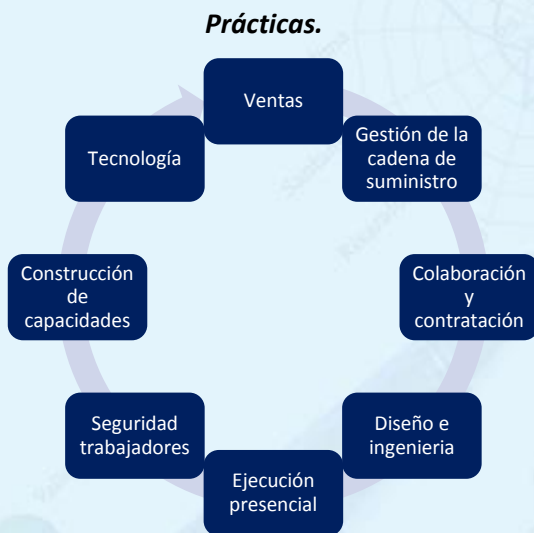 Prácticas.
Ventas
Gestión de la
cadena de
suministro
Colaboración
y
contratación
Diseño e
ingenieria
Ejecución
presencial
Seguridad
trabajadores
Construcción
de
capacidades
Tecnología